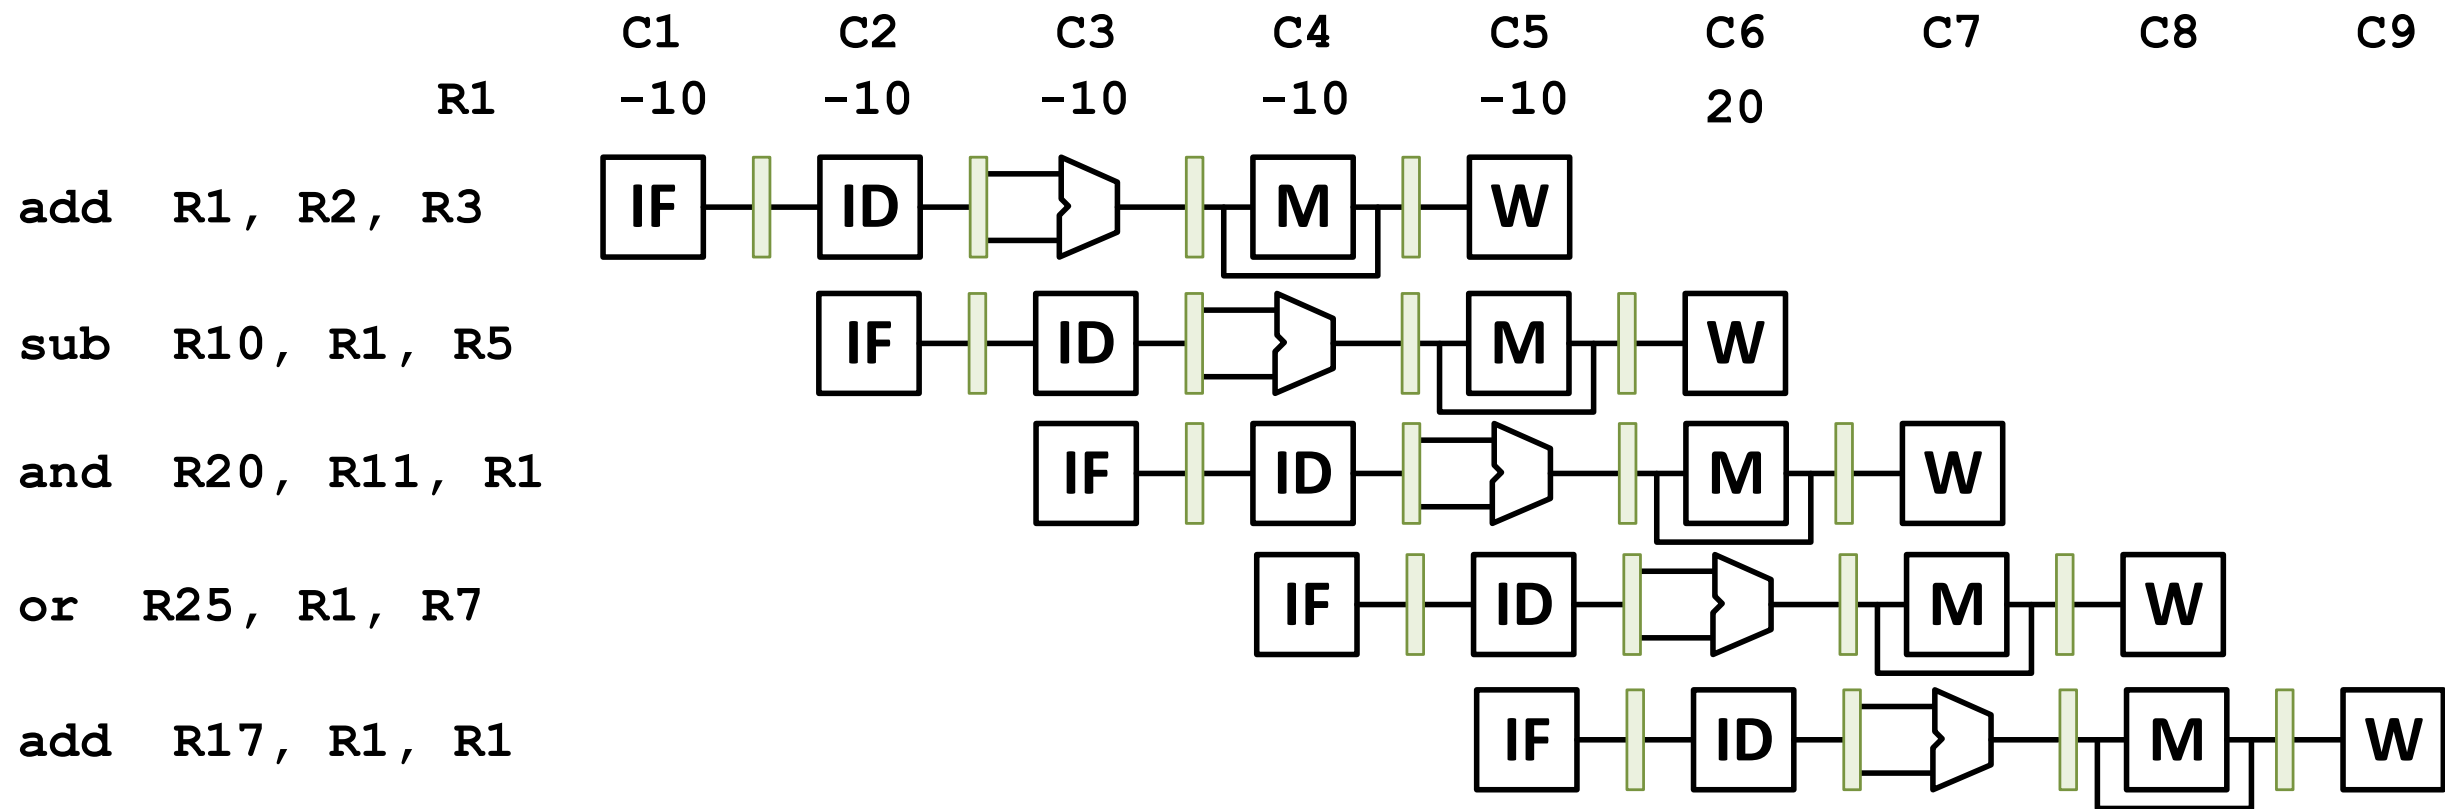 C1 C2 C3 C4 C5 C6 C7 C8 C9
R1 -10 -10 -10 -10 -10 20
add R1, R2, R3 IF ID M W
sub R10, R1, R5 IF ID M W
and R20, R11, R1 IF ID M W
or R25, R1, R7 IF ID M W
add R17, R1, R1 IF ID M W